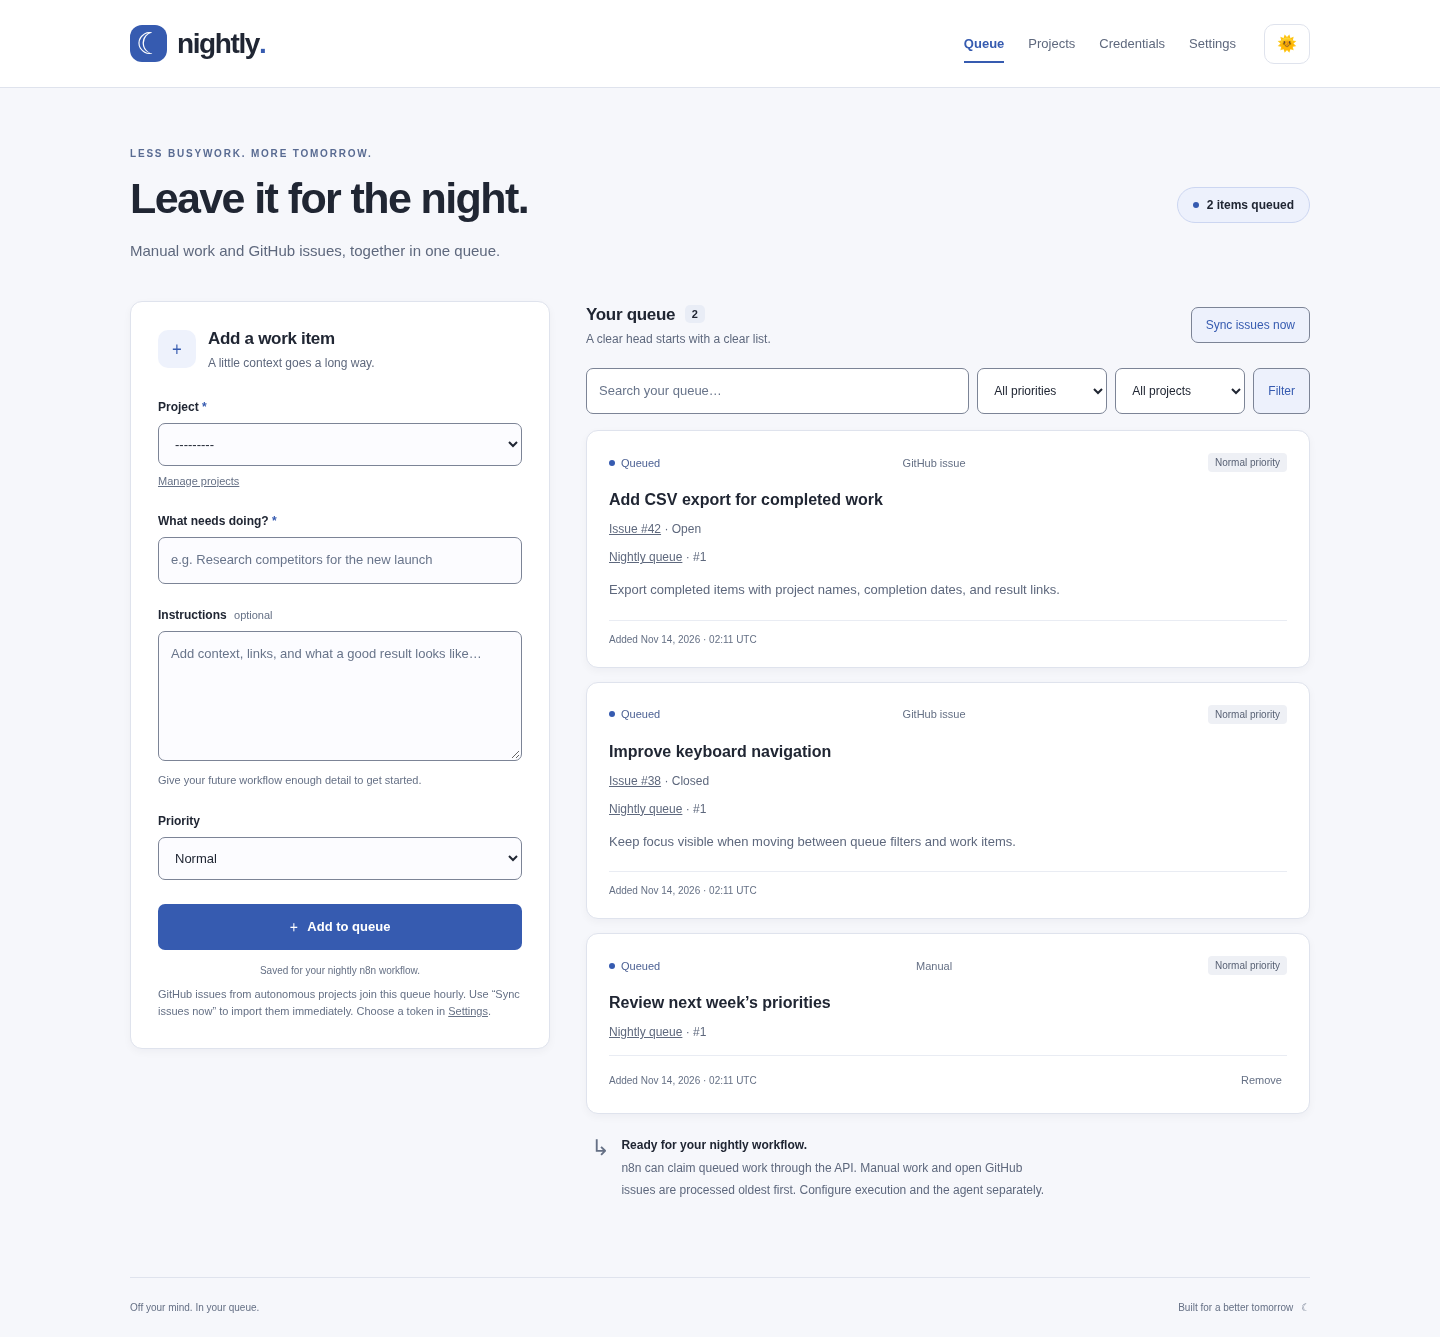 nightly.
Queue Projects Credentials Settings
LESS BUSYWORK. MORE TOMORROW.
Leave it for the night.
2 items queued
Manual work and GitHub issues, together in one queue.
+ Add a work item
A little context goes a long way.
Project *
---------
Manage projects
What needs doing? *
e.g. Research competitors for the new launch
Instructions optional
Add context, links, and what a good result looks like…
Give your future workflow enough detail to get started.
Priority
Normal
+ Add to queue
Saved for your nightly n8n workflow.
GitHub issues from autonomous projects join this queue hourly. Use “Sync
issues now” to import them immediately. Choose a token in Settings.
Your queue 2
A clear head starts with a clear list.
Sync issues now
Search your queue… All priorities All projects Filter
Queued GitHub issue Normal priority
Add CSV export for completed work
Issue #42 · Open
Nightly queue · #1
Export completed items with project names, completion dates, and result links.
Added Nov 14, 2026 · 02:11 UTC
Queued GitHub issue Normal priority
Improve keyboard navigation
Issue #38 · Closed
Nightly queue · #1
Keep focus visible when moving between queue filters and work items.
Added Nov 14, 2026 · 02:11 UTC
Queued Manual Normal priority
Review next week’s priorities
Nightly queue · #1
Added Nov 14, 2026 · 02:11 UTC Remove
↳ Ready for your nightly workflow.
n8n can claim queued work through the API. Manual work and open GitHub
issues are processed oldest first. Configure execution and the agent separately.
Off your mind. In your queue.
Built for a better tomorrow ☾